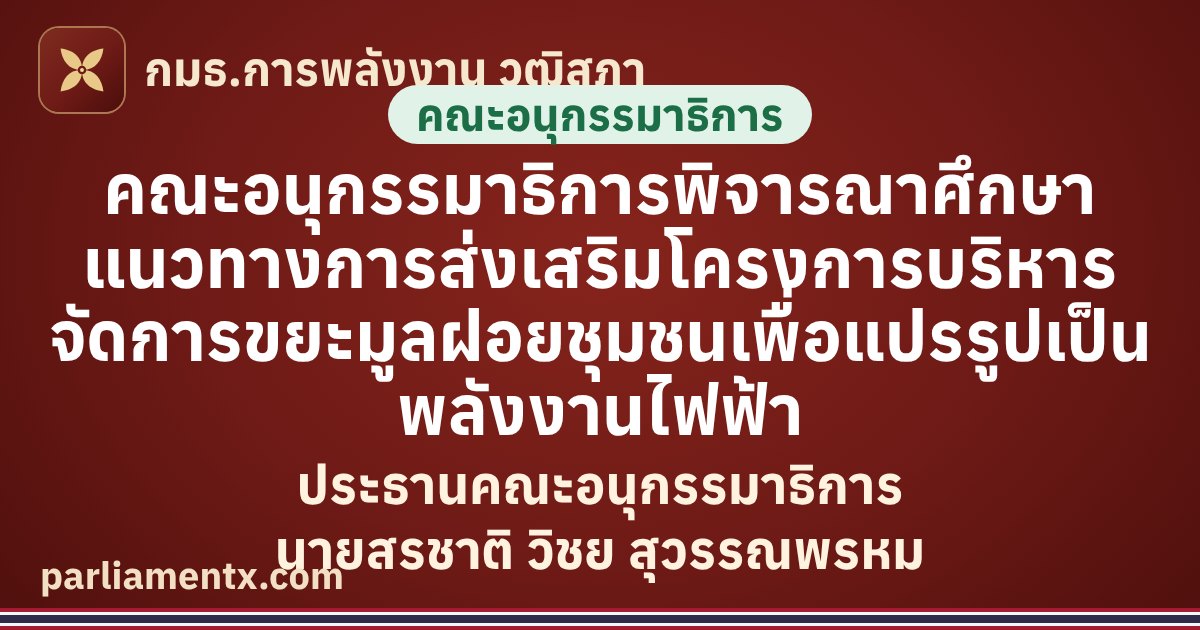 กมธ.การพลังงาน วุฒิสภา
คณะอนุกรรมาธิการ
คณะอนุกรรมาธิการพิจารณาศึกษา
แนวทางการส่งเสริมโครงการบริหาร
จัดการขยะมูลฝอยชุมชนเพื่อแปรรูปเป็น
พลังงานไฟฟ้า
ประธานคณะอนุกรรมาธิการ
นายสรชาติ วิชย สุวรรณพรหม
parliamentx.com